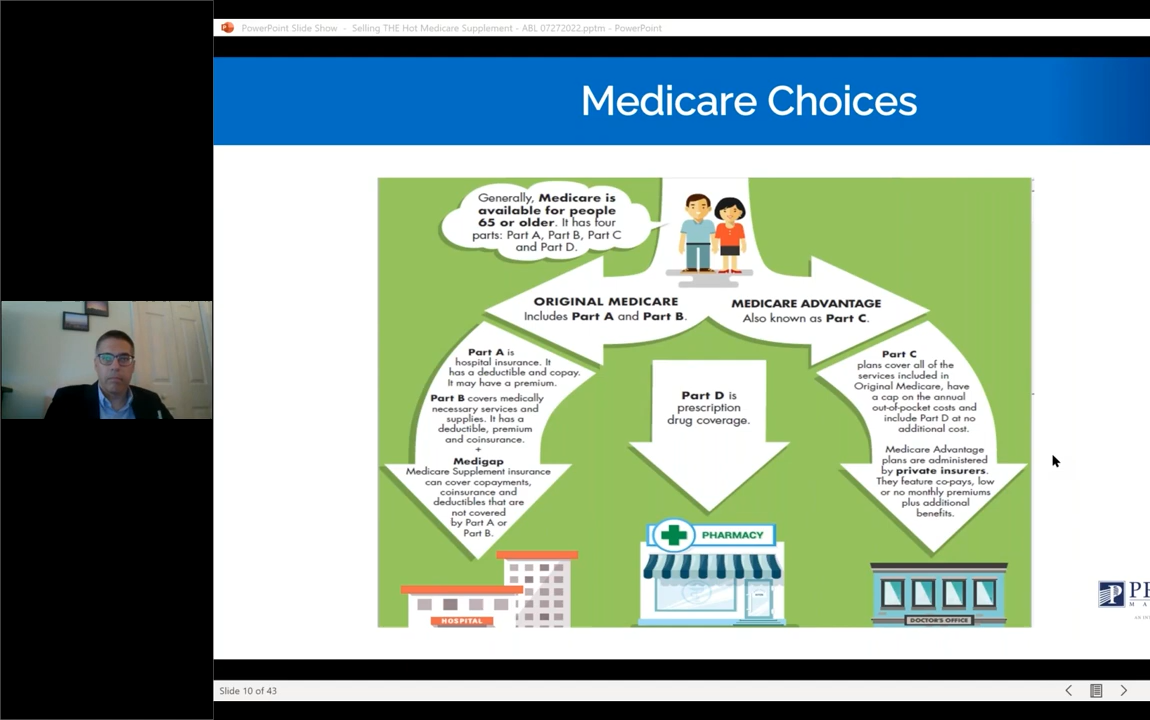 PowerPoint Slide Show - Selling THE Hot Medicare Supplement - ABL 07272022.pptm - PowerPoint
Medicare Choices
Generally, Medicare is
available for people
65 or older. It has four
parts: Part A, Part B, Part C
and Part D.
ORIGINAL MEDICARE
Includes Part A and Part B.
MEDICARE ADVANTAGE
Also known as Part C.
Part A is
hospital insurance. It
has a deductible and copay.
It may have a premium.
Part B covers medically
necessary services and
supplies. It has a
deductible, premium
and coinsurance.
+
Medigap
Medicare Supplement insurance
can cover copayments,
coinsurance and
deductibles that are
not covered
by Part A or
Part B.
Part D is
prescription
drug coverage.
Part C
plans cover all of the
services included in
Original Medicare, have
a cap on the annual
out-of-pocket costs and
include Part D at no
additional cost.
Medicare Advantage
plans are administered
by private insurers.
They feature co-pays, low
or no monthly premiums
plus additional
benefits.
HOSPITAL
PHARMACY
DOCTOR'S OFFICE
Slide 10 of 43